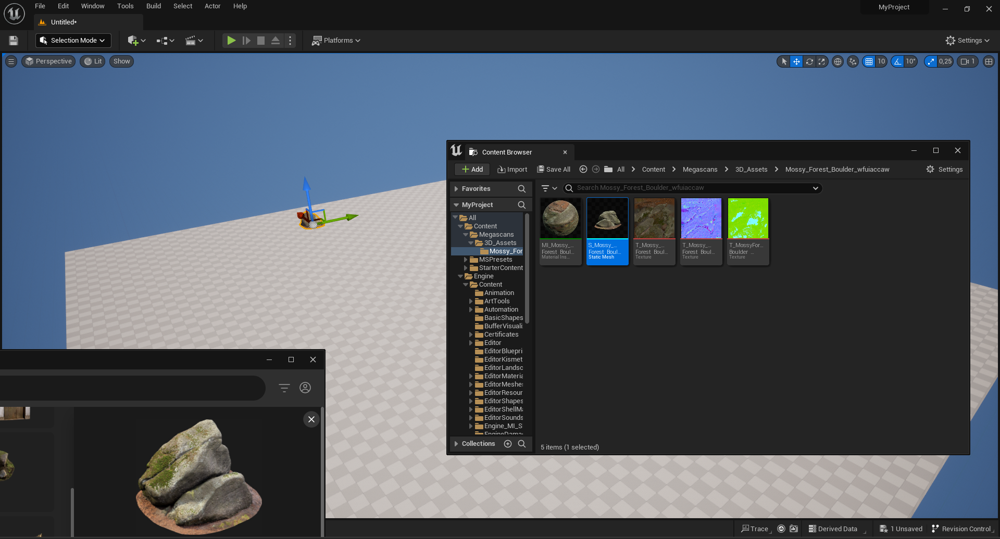 File Edit Window Tools Build Select Actor Help
MyProject
Untitled*
Selection Mode
Platforms
Settings
Perspective Lit Show
10 10° 0,25 1
Content Browser
Add Import Save All All Content Megascans 3D_Assets Mossy_Forest_Boulder_wfuiaccaw Settings
Favorites
Search Mossy_Forest_Boulder_wfuiaccaw
MyProject
All
Content
Megascans
3D_Assets
Mossy_For
MSPresets
StarterContent
Engine
Content
Animation
ArtTools
Automation
BasicShapes
BufferVisuali
Certificates
Editor
EditorBluepri
EditorKismet
EditorLandsc
EditorMateria
EditorMeshes
EditorResour
EditorShapes
EditorShellMa
EditorSounds
Engine_MI_S
EngineDamag
Collections
MI_Mossy_...
Forest_Boul...
Material Ins...
S_Mossy_...
Forest_Boul...
Static Mesh
T_Mossy_...
Forest_Boul...
Texture
T_Mossy_...
Forest_Boul...
Texture
T_MossyFor...
Boulder_...
Texture
5 items (1 selected)
Trace
Derived Data
1 Unsaved
Revision Control